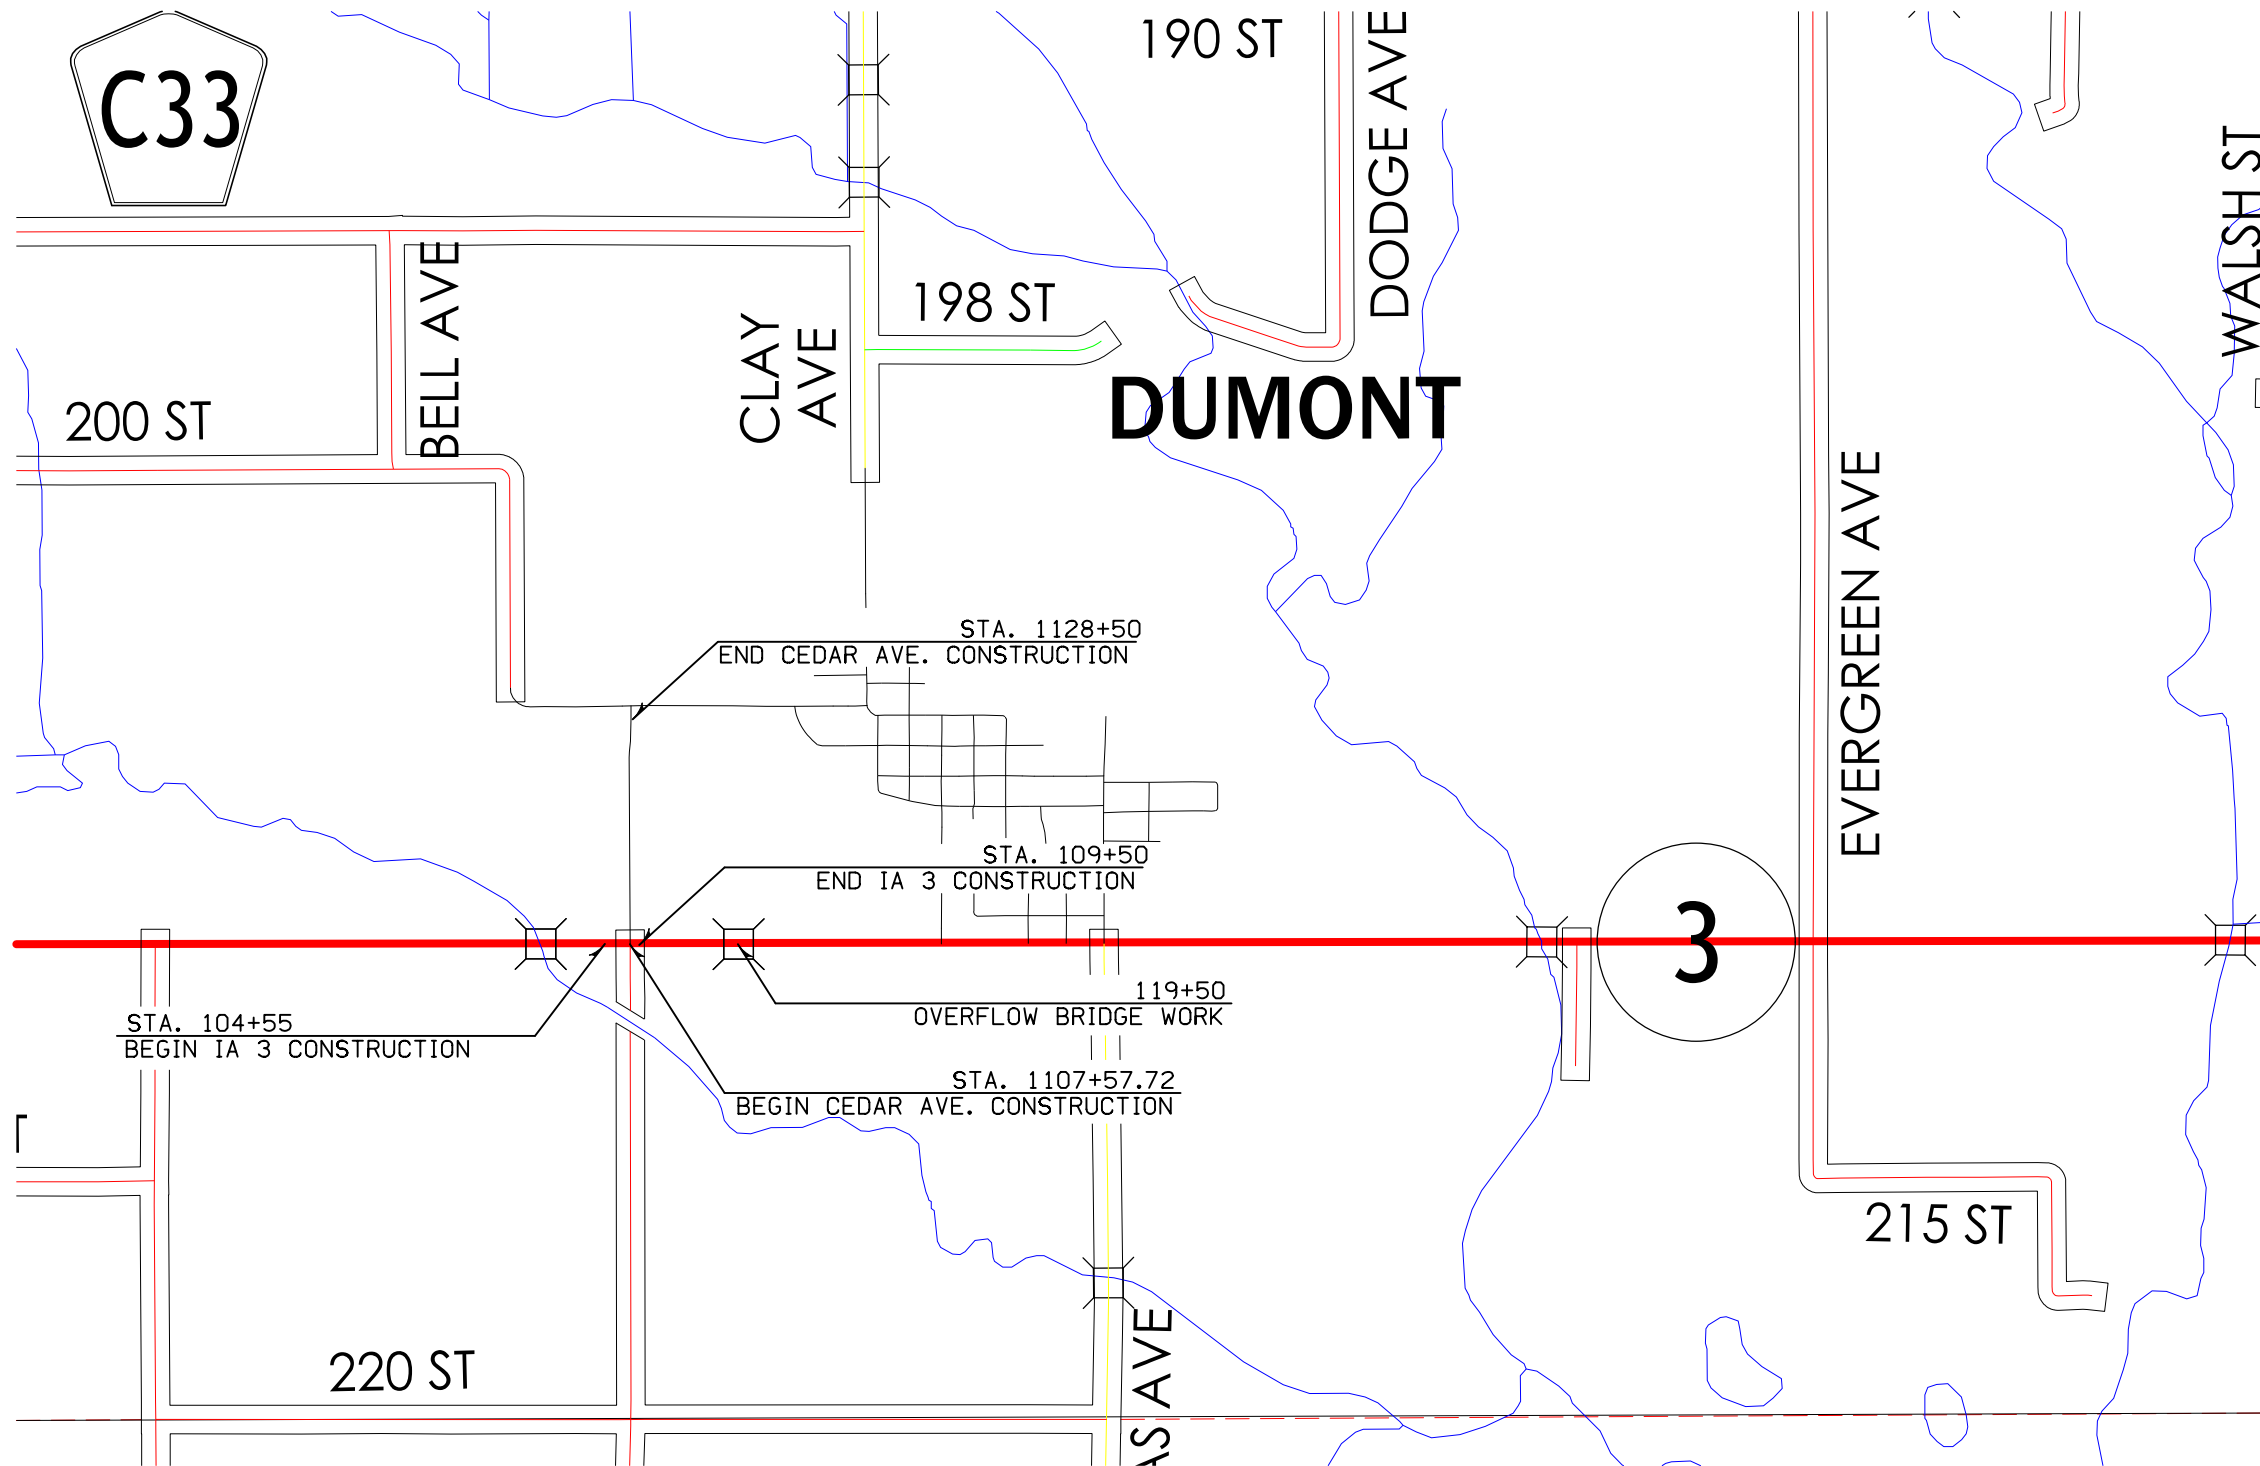 C33
190 ST
DODGE AVE
WALSH ST
BELL AVE
198 ST
CLAY
AVE
DUMONT
200 ST
EVERGREEN AVE
STA. 1128+50
END CEDAR AVE. CONSTRUCTION
STA. 109+50
END IA 3 CONSTRUCTION
3
119+50
OVERFLOW BRIDGE WORK
STA. 104+55
BEGIN IA 3 CONSTRUCTION
STA. 1107+57.72
BEGIN CEDAR AVE. CONSTRUCTION
215 ST
220 ST
AS AVE